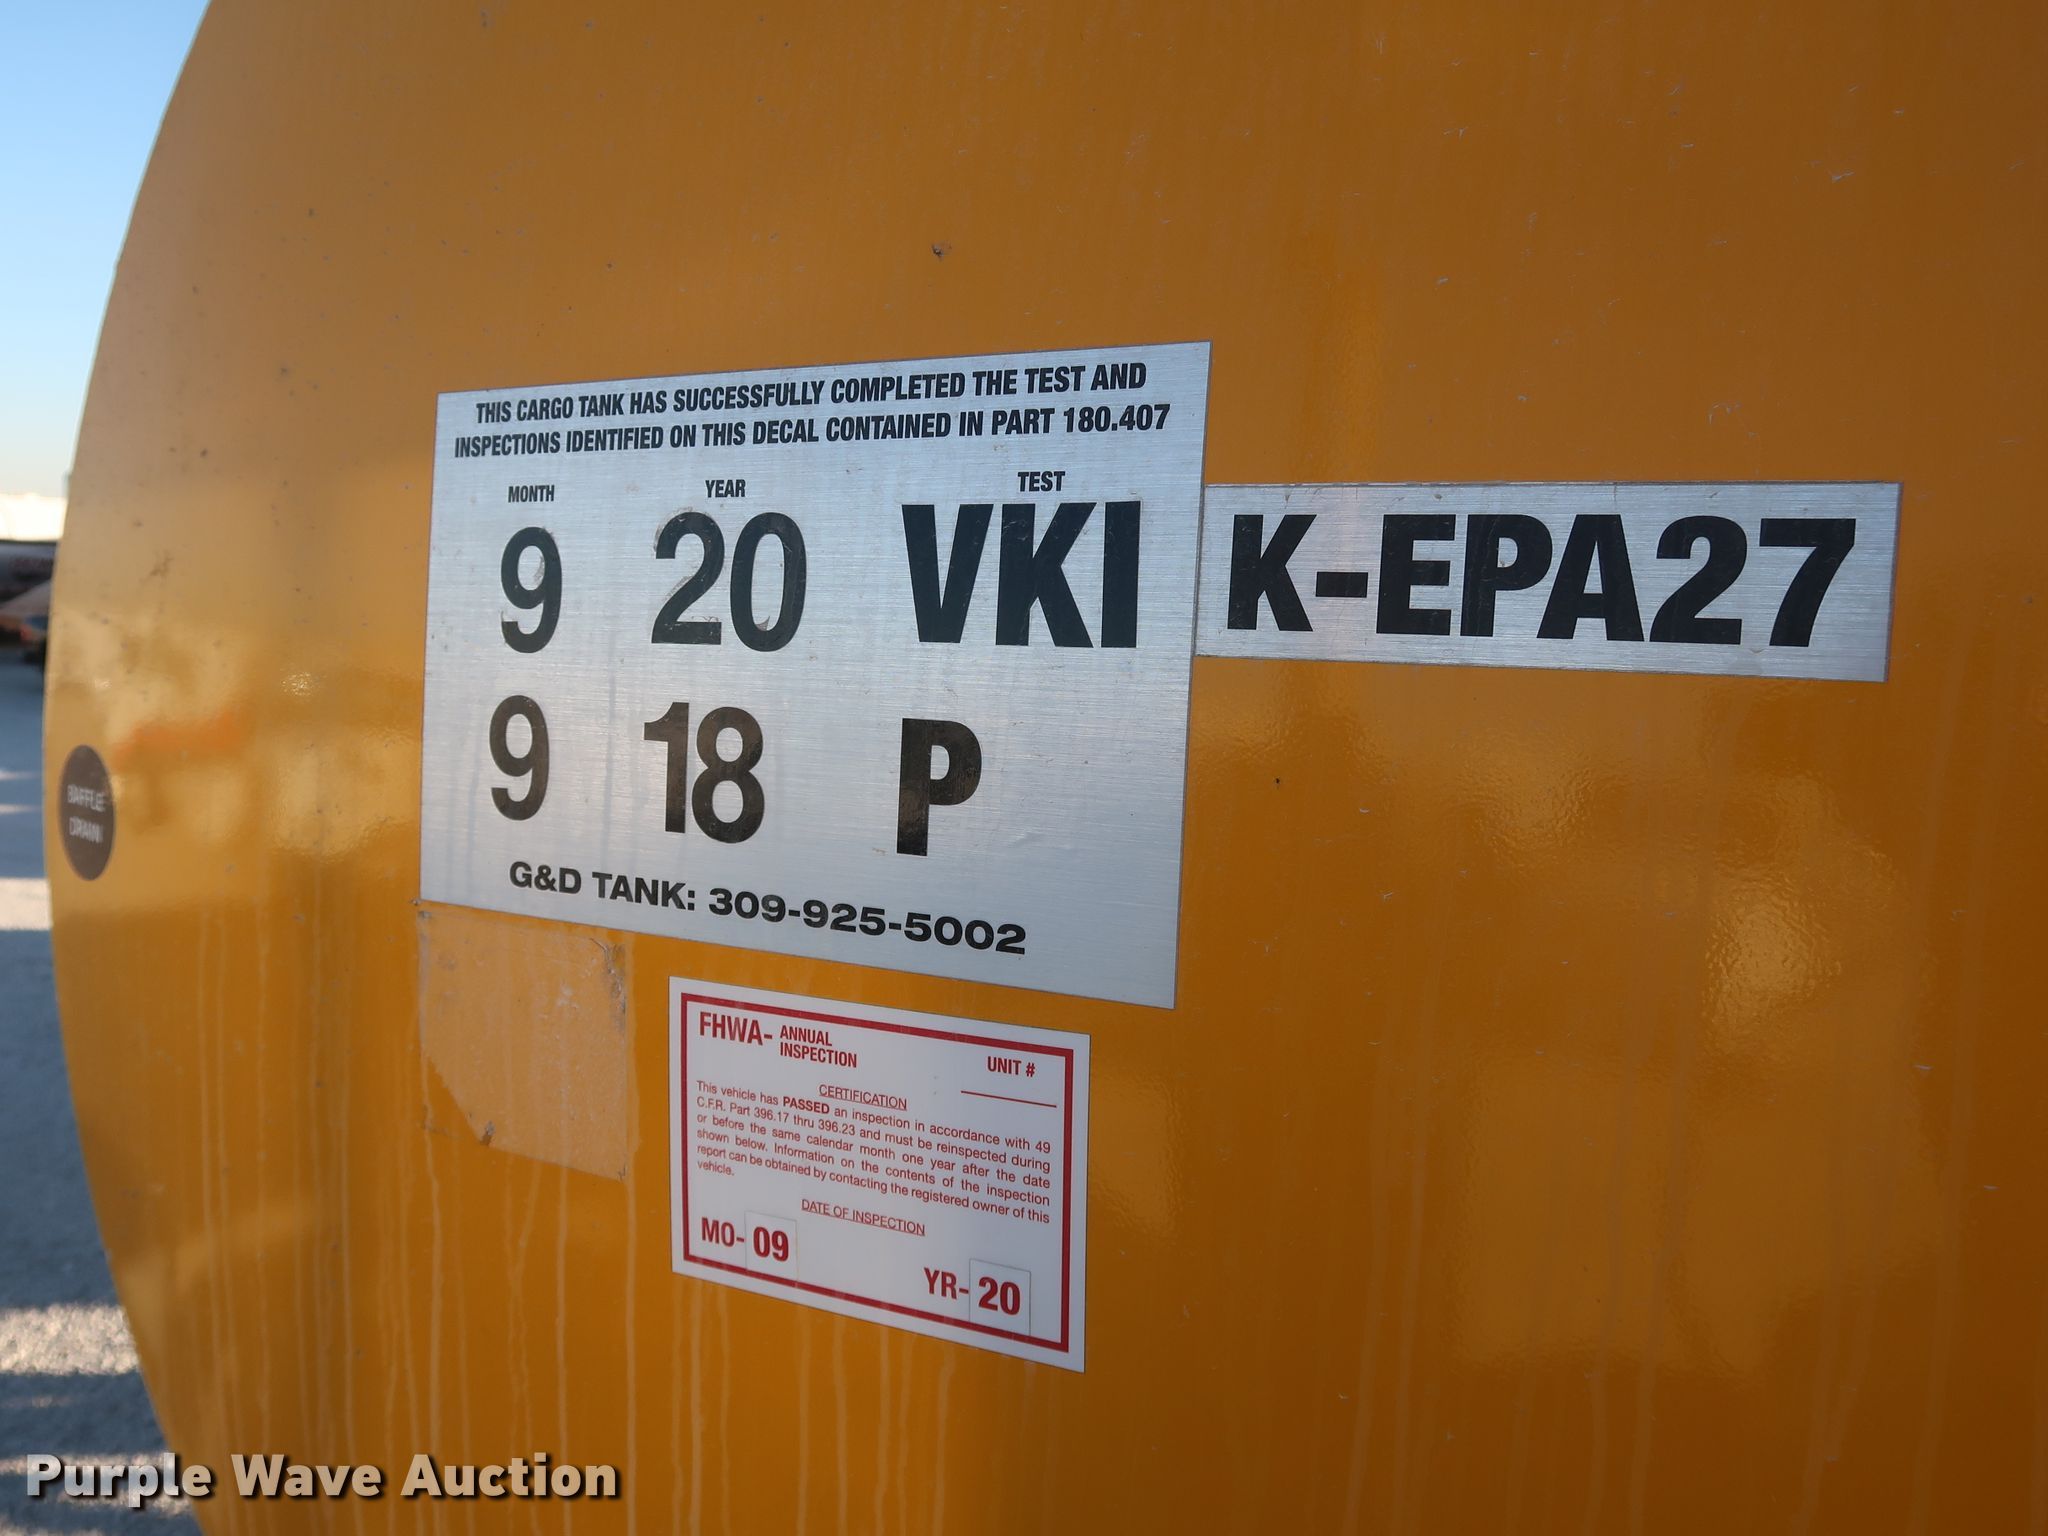 THIS CARGO TANK HAS SUCCESSFULLY COMPLETED THE TEST AND
INSPECTIONS IDENTIFIED ON THIS DECAL CONTAINED IN PART 180.407
MONTH YEAR TEST
9 20 VKI K-EPA27
9 18 P
G&D TANK: 309-925-5002
BAFFLE
DRAIN
FHWA- ANNUAL
INSPECTION
UNIT #
CERTIFICATION
This vehicle has PASSED an inspection in accordance with 49
C.F.R. Part 396.17 thru 396.23 and must be reinspected during
or before the same calendar month one year after the date
shown below. Information on the contents of the inspection
report can be obtained by contacting the registered owner of this
vehicle.
DATE OF INSPECTION
MO- 09
YR- 20
Purple Wave Auction